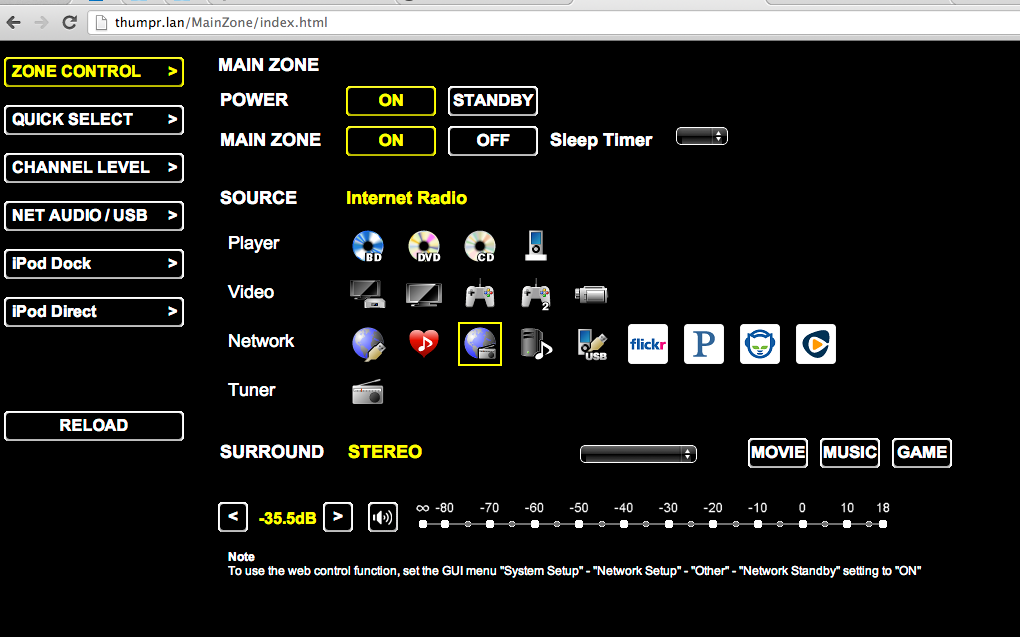 thumpr.lan/MainZone/index.html
ZONE CONTROL >
QUICK SELECT >
CHANNEL LEVEL >
NET AUDIO / USB >
iPod Dock >
iPod Direct >
RELOAD
MAIN ZONE
POWER ON STANDBY
MAIN ZONE ON OFF Sleep Timer
SOURCE Internet Radio
Player BD DVD CD
Video 2
Network USB flickr P
Tuner
SURROUND STEREO MOVIE MUSIC GAME
< -35.5dB > ∞ -80 -70 -60 -50 -40 -30 -20 -10 0 10 18
Note
To use the web control function, set the GUI menu "System Setup" - "Network Setup" - "Other" - "Network Standby" setting to "ON"